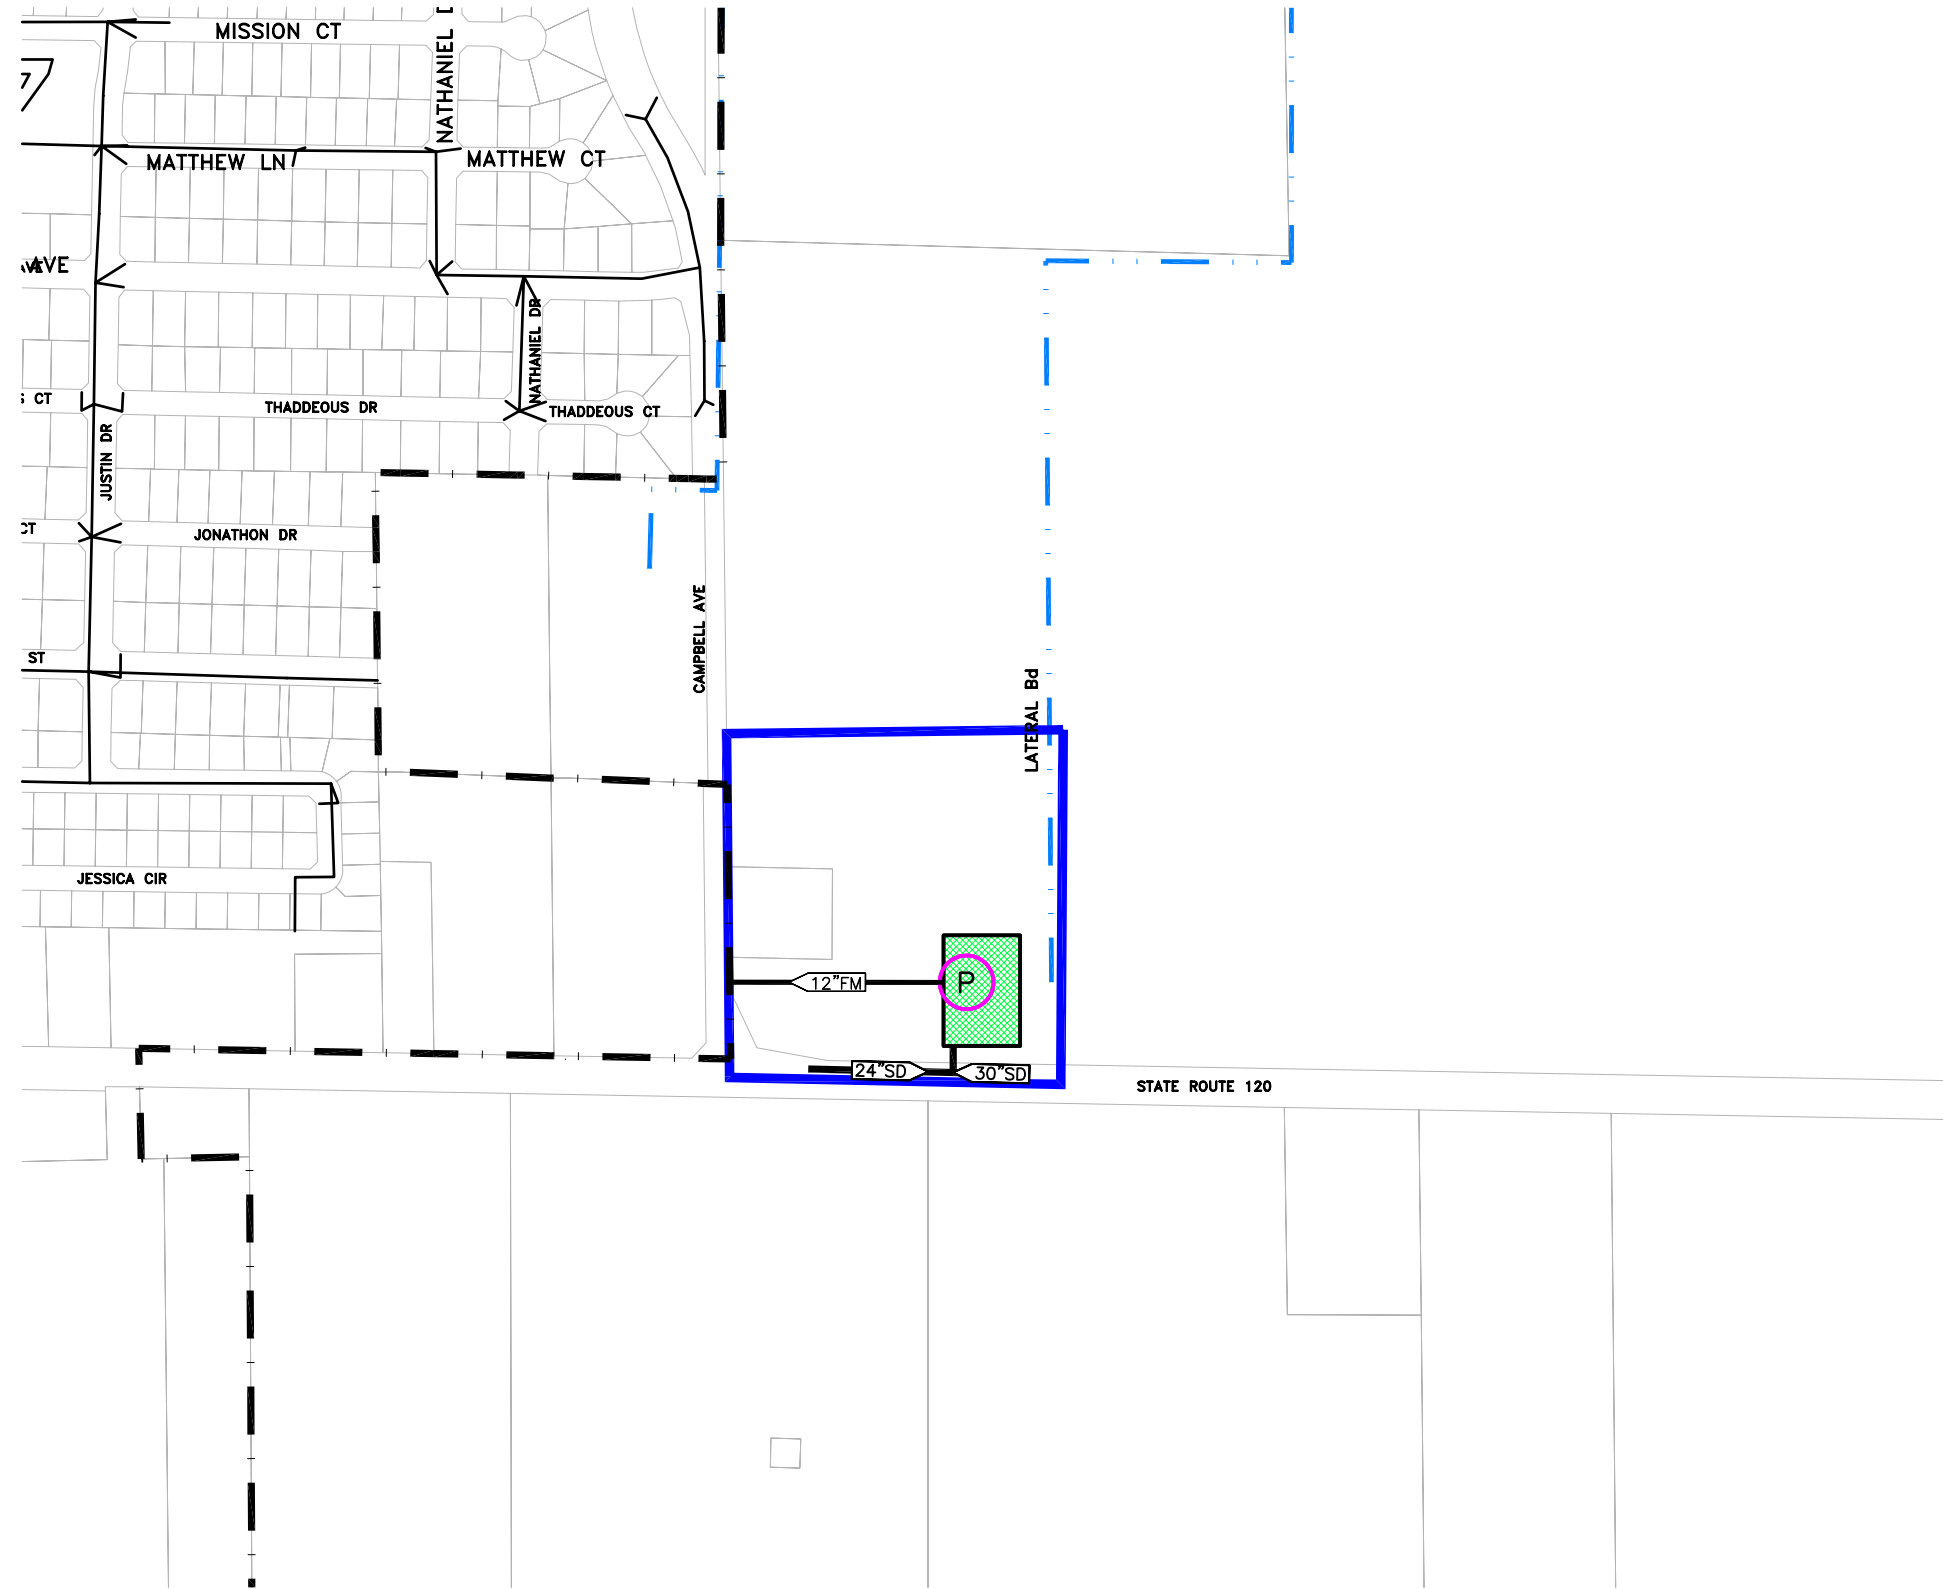 MISSION CT
NATHANIEL
MATTHEW LN
MATTHEW CT
AVE
NATHANIEL DR
CT
THADDEOUS DR
THADDEOUS CT
JUSTIN DR
CT
JONATHON DR
CAMPBELL AVE
ST
LATERAL Bd
JESSICA CIR
12"FM
P
24"SD
30"SD
STATE ROUTE 120